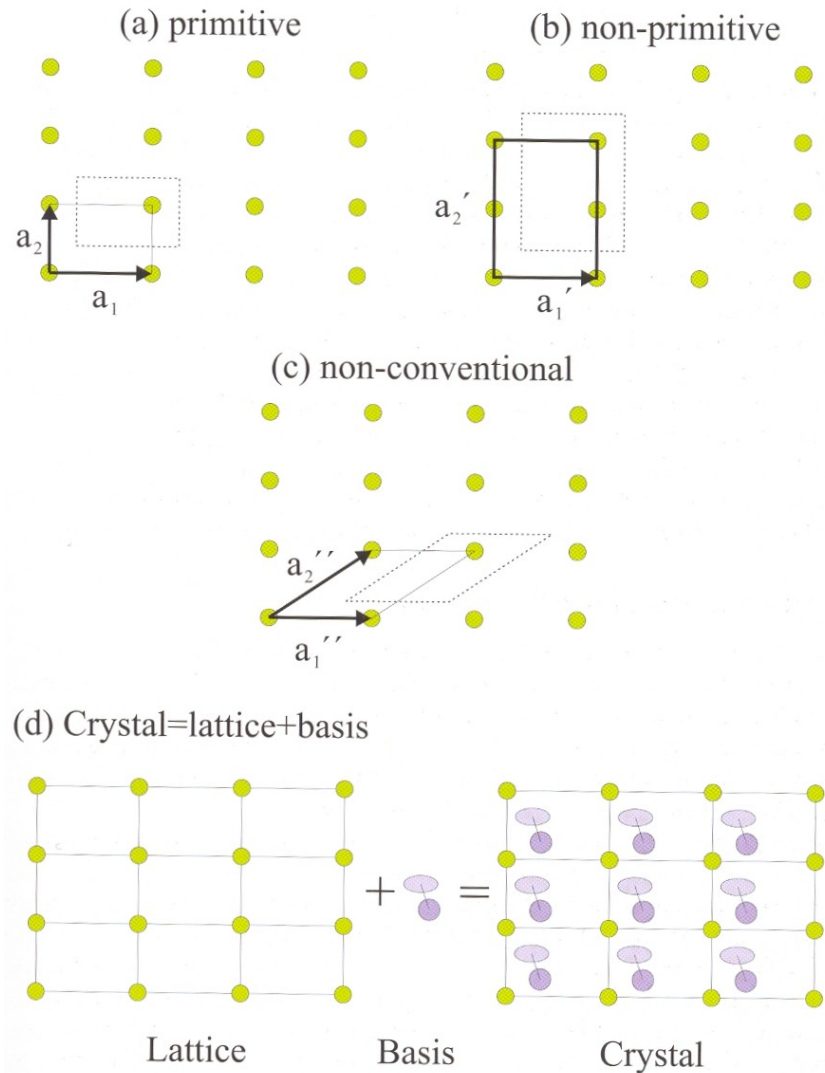 (a) primitive
(b) non-primitive
a₂
a₁
a₂′
a₁′
(c) non-conventional
a₂′′
a₁′′
(d) Crystal=lattice+basis
+ =
Lattice Basis Crystal